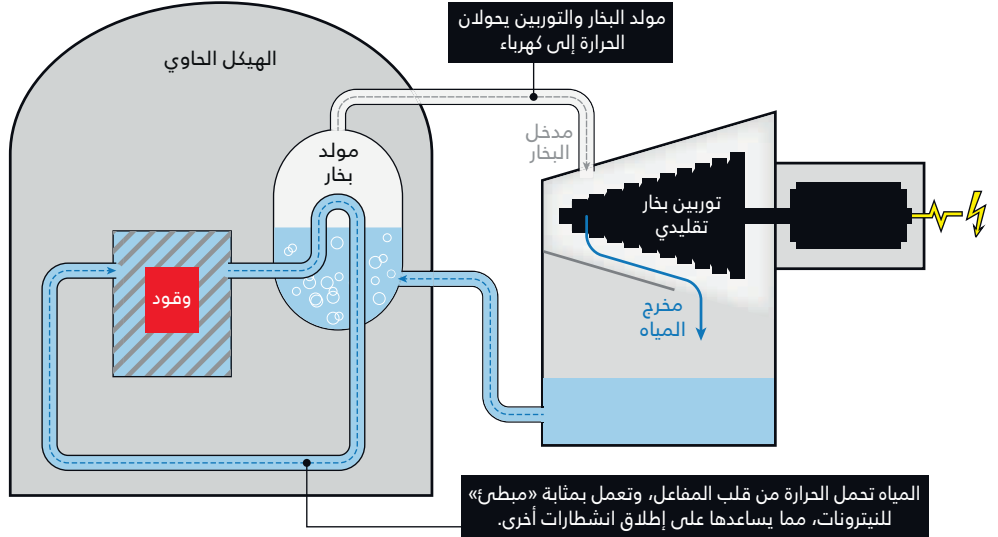 مولد البخار والتوربين يحولان
الحرارة إلى كهرباء
الهيكل الحاوي
مدخل
البخار
مولد
بخار
توربين بخار
تقليدي
وقود
مخرج
المياه
المياه تحمل الحرارة من قلب المفاعل، وتعمل بمثابة «مبطئ»
للنيترونات، مما يساعدها على إطلاق انشطارات أخرى.